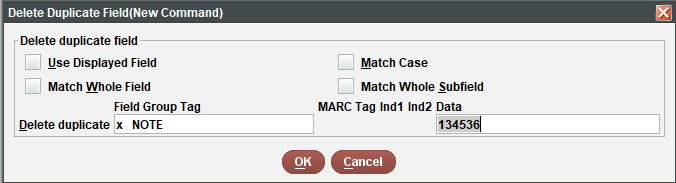 Delete Duplicate Field(New Command)
Delete duplicate field
Use Displayed Field Match Case
Match Whole Field Match Whole Subfield
Field Group Tag MARC Tag Ind1 Ind2 Data
Delete duplicate x NOTE 134536
OK Cancel